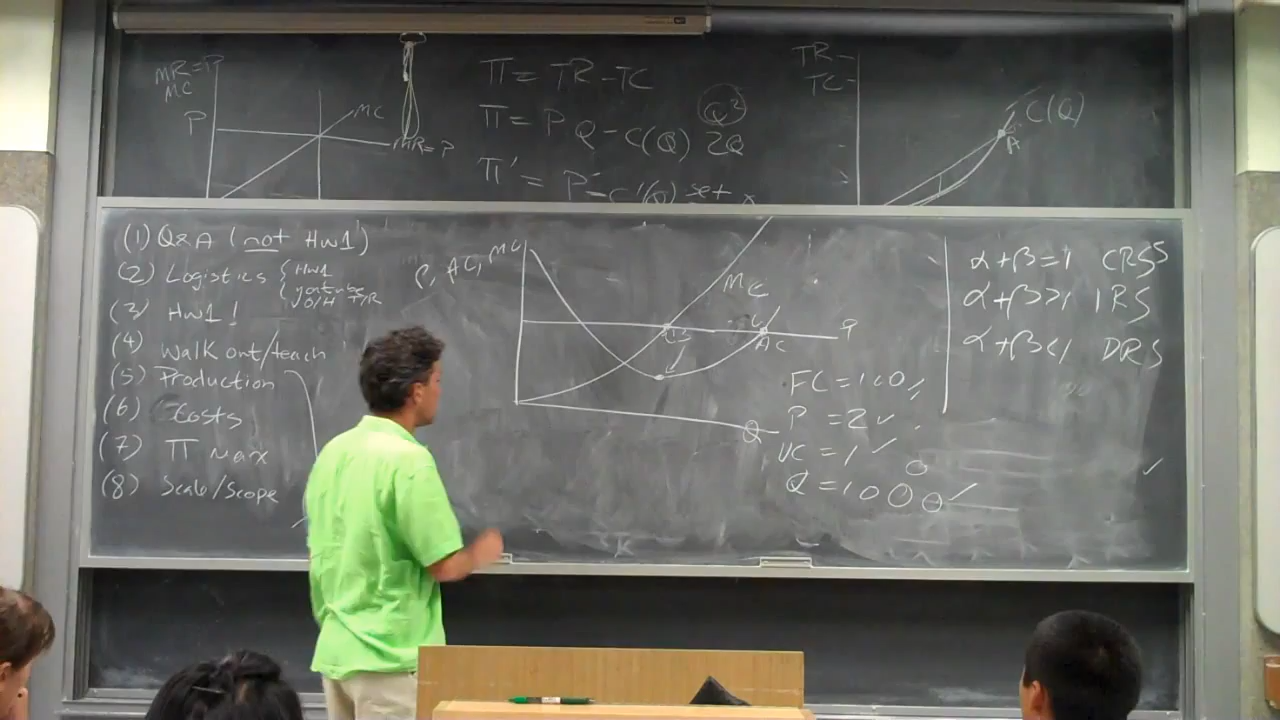 MR=P
MC
P
MC
MR=P
Π = TR-TC
Π = PQ-C(Q)
Q²
2Q
Π' = P-C'(Q) set
TR
TC
C(Q)
A
(1) Q&A (not HW1)
(2) Logistics { HW1
{ youtube
O/H T/R
(3) HW1!
(4) Walk out/teach
(5) Production
(6) Costs
(7) Π max
(8) Scale/Scope
P, AC, MC
MC
P
AC
Q
FC = 100
P = 2
VC = 1
Q = 1000
α+β=1 CRS
α+β>1 IRS
α+β<1 DRS